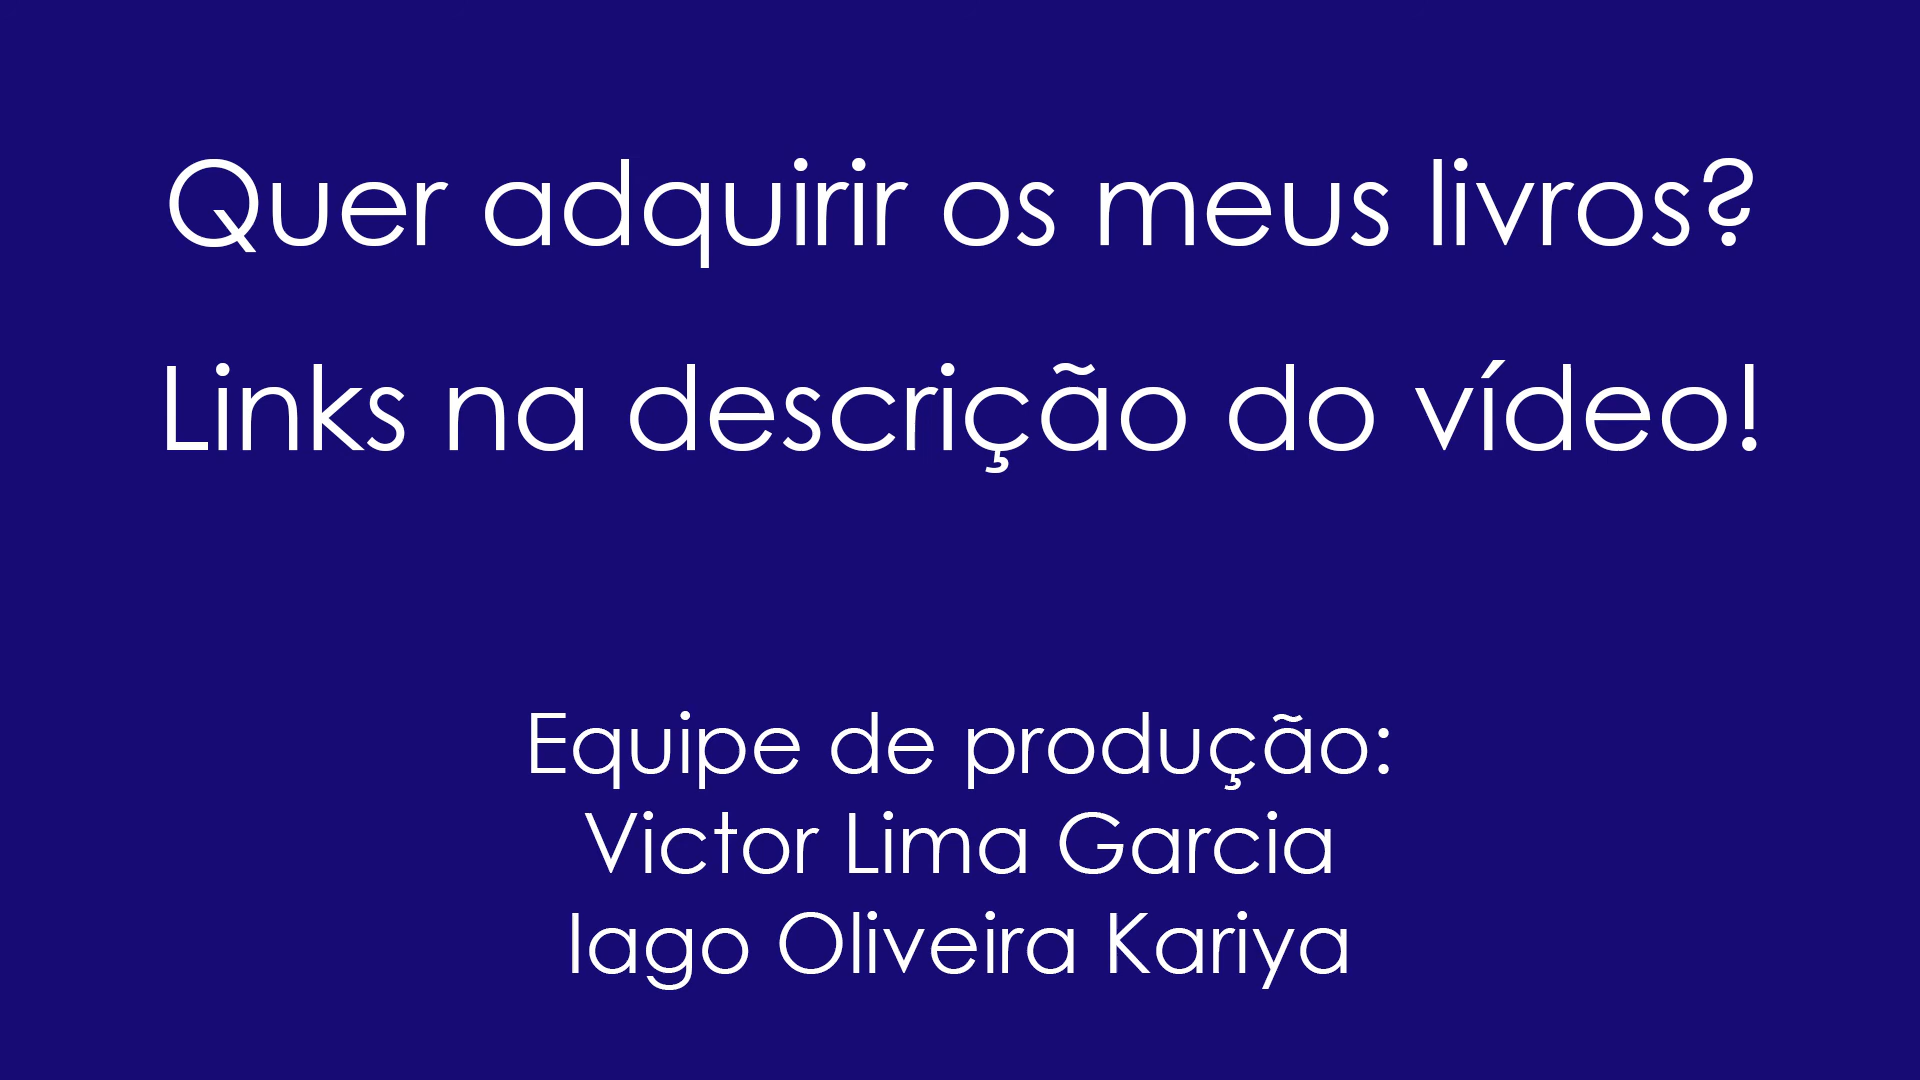 Quer adquirir os meus livros?
Links na descrição do vídeo!
Equipe de produção:
Victor Lima Garcia
Iago Oliveira Kariya